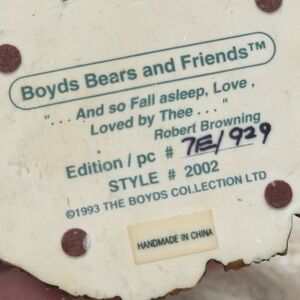 Boyds Bears and Friends™
"... And so Fall asleep, Love,
Loved by Thee ..."
Robert Browning
Edition / pc # 7E/929
STYLE # 2002
©1993 THE BOYDS COLLECTION LTD
HANDMADE IN CHINA